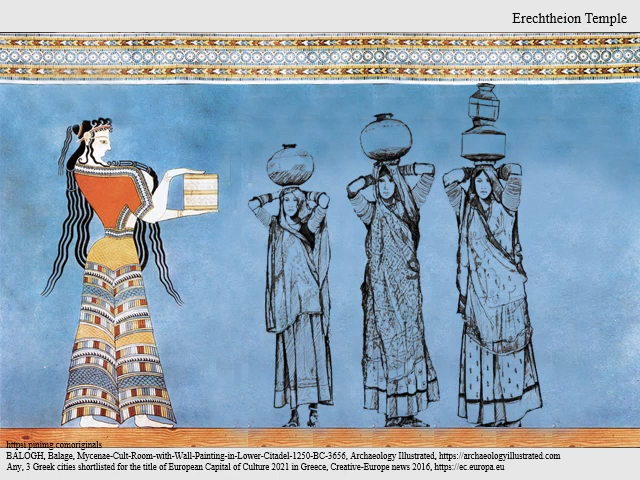 Erechtheion Temple
https:i.pinimg.comoriginals
BALOGH, Balage, Mycenae-Cult-Room-with-Wall-Painting-in-Lower-Citadel-1250-BC-3656, Archaeology Illustrated, https://archaeologyillustrated.com
Any, 3 Greek cities shortlisted for the title of European Capital of Culture 2021 in Greece, Creative-Europe news 2016, https://ec.europa.eu